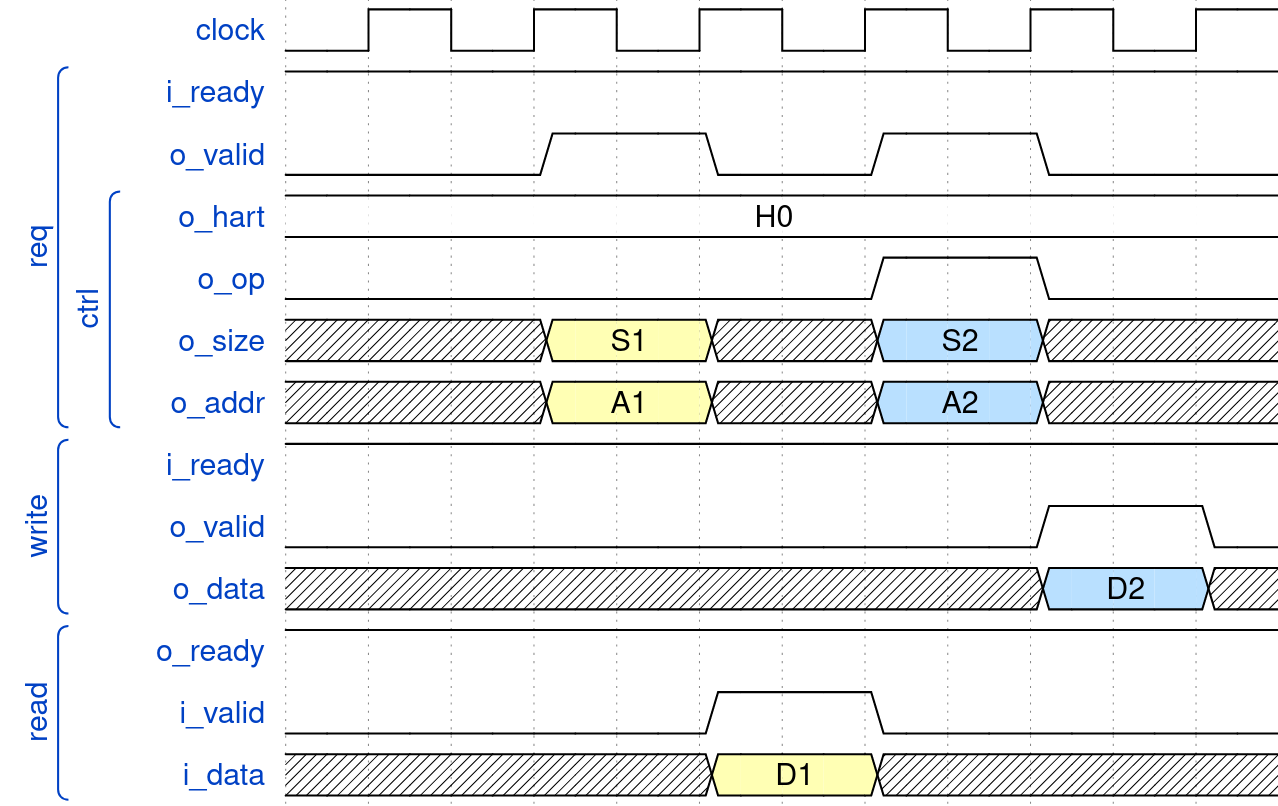 clock
req
i_ready
o_valid
ctrl
o_hart H0
o_op
o_size S1 S2
o_addr A1 A2
write
i_ready
o_valid
o_data D2
read
o_ready
i_valid
i_data D1